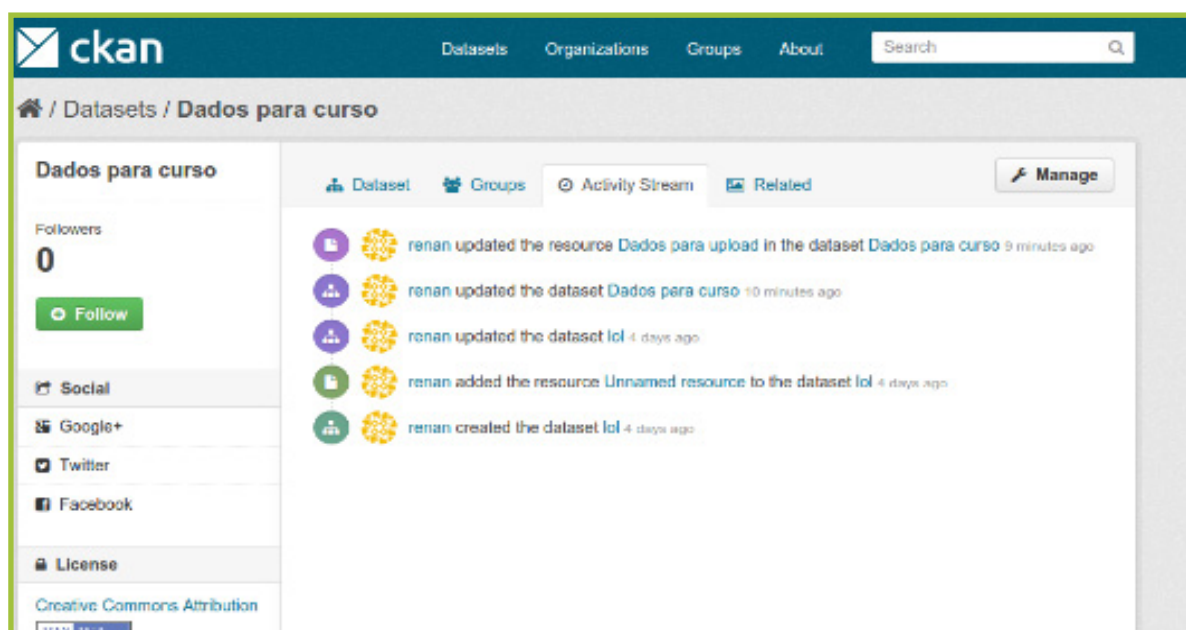 ckan
Datasets Organizations Groups About Search
/ Datasets / Dados para curso
Dados para curso
Followers
0
Follow
Social
Google+
Twitter
Facebook
License
Creative Commons Attribution
Dataset Groups Activity Stream Related Manage
renan updated the resource Dados para upload in the dataset Dados para curso 9 minutes ago
renan updated the dataset Dados para curso 10 minutes ago
renan updated the dataset lol 4 days ago
renan added the resource Unnamed resource to the dataset lol 4 days ago
renan created the dataset lol 4 days ago